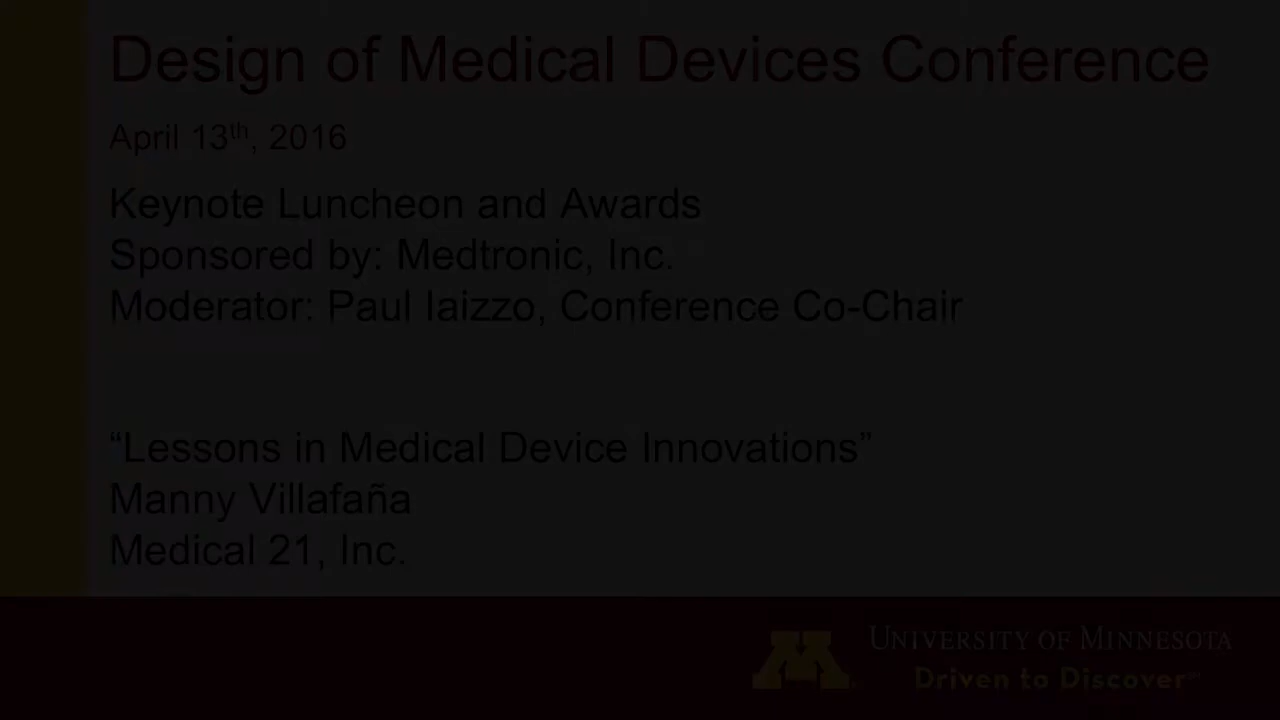 Design of Medical Devices Conference
April 13th, 2016
Keynote Luncheon and Awards
Sponsored by: Medtronic, Inc.
Moderator: Paul Iaizzo, Conference Co-Chair
“Lessons in Medical Device Innovations”
Manny Villafaña
Medical 21, Inc.
UNIVERSITY OF MINNESOTA
Driven to Discover